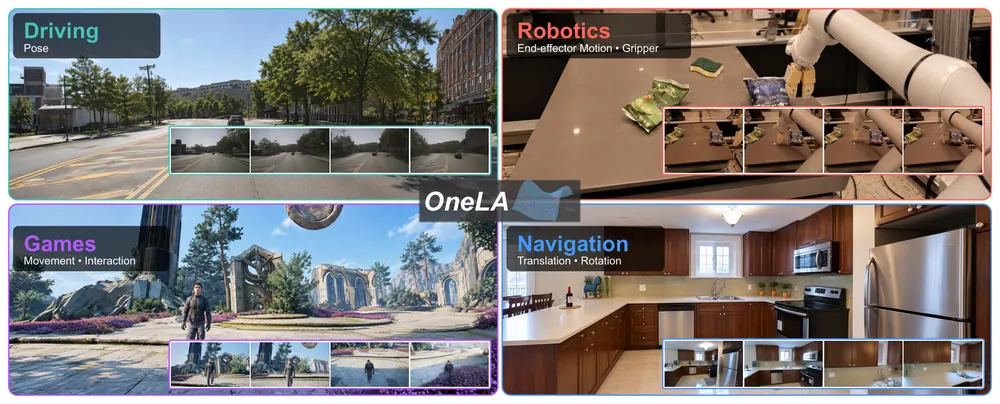 Driving
Pose
Robotics
End-effector Motion • Gripper
OneLA
Games
Movement • Interaction
Navigation
Translation • Rotation